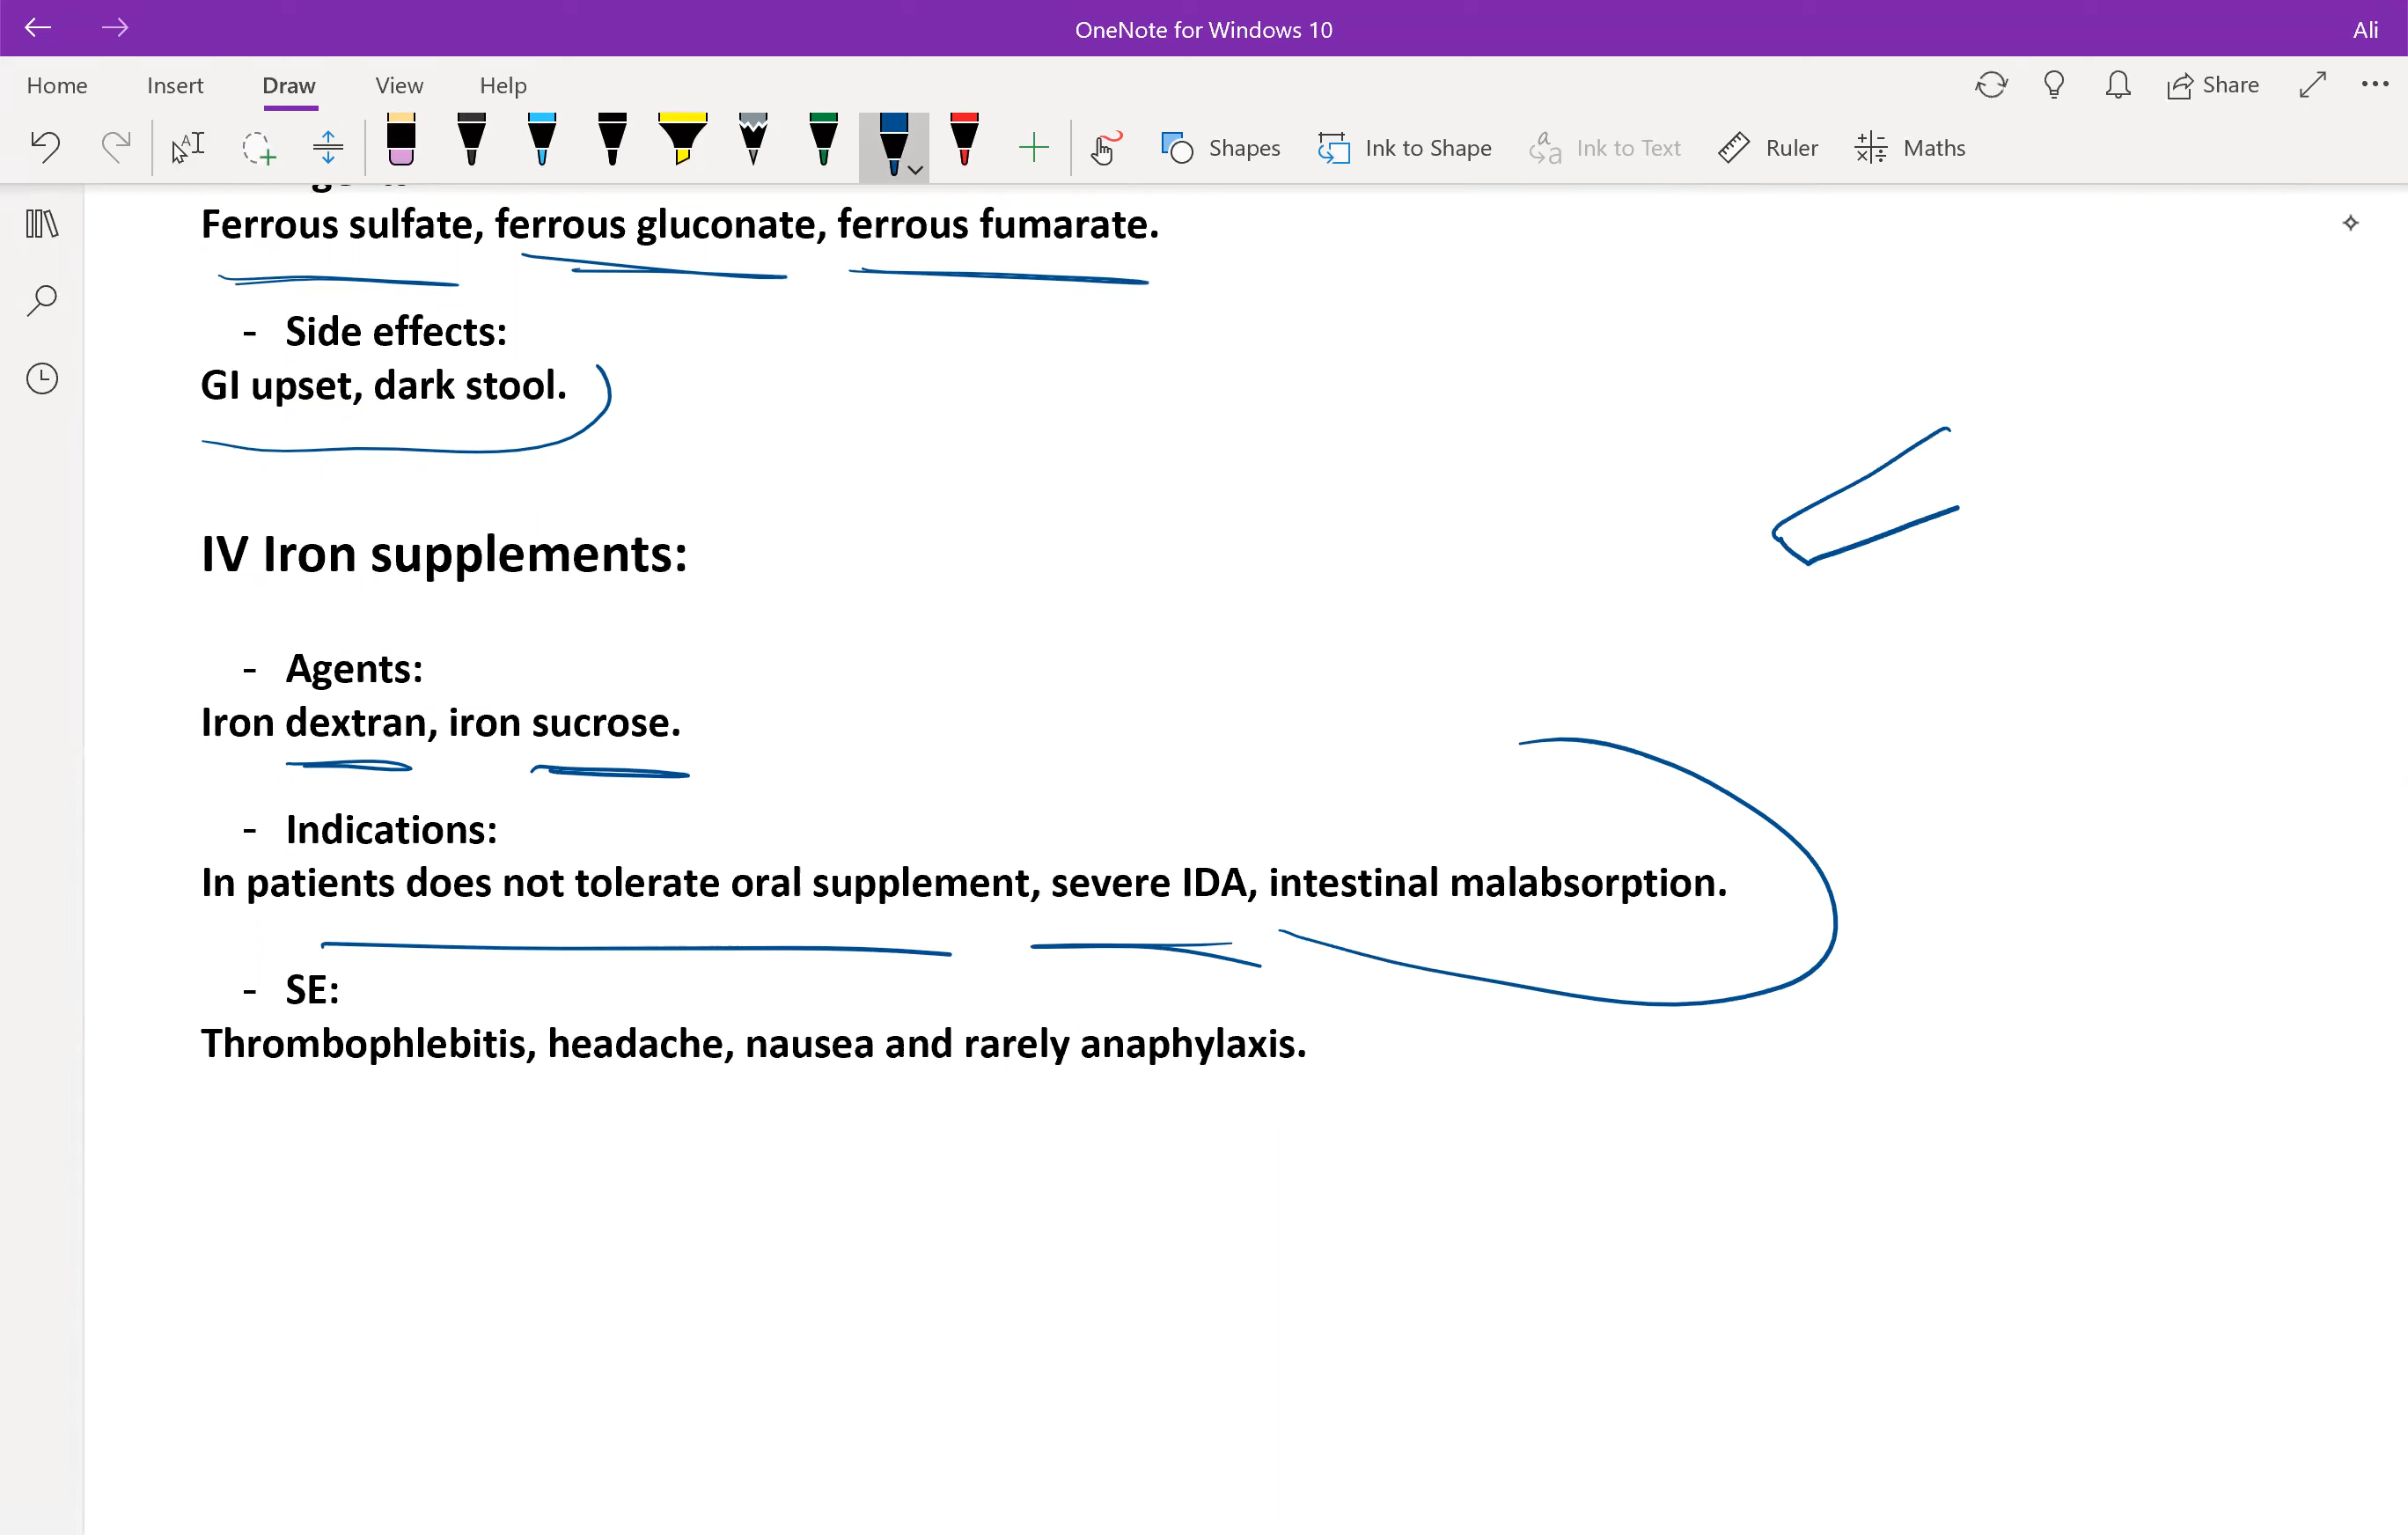 OneNote for Windows 10
Ali
Home Insert Draw View Help
Share
Shapes Ink to Shape Ink to Text Ruler Maths
Ferrous sulfate, ferrous gluconate, ferrous fumarate.
- Side effects:
GI upset, dark stool.
IV Iron supplements:
- Agents:
Iron dextran, iron sucrose.
- Indications:
In patients does not tolerate oral supplement, severe IDA, intestinal malabsorption.
- SE:
Thrombophlebitis, headache, nausea and rarely anaphylaxis.